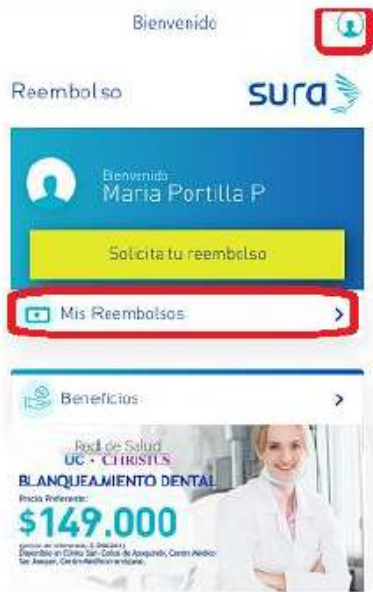 Bienvenido
Reembolso
sura
Bienvenido
Maria Portilla P
Solicita tu reembolso
Mis Reembolsos
Beneficios
Red de Salud
UC · CHRISTUS
BLANQUEAMIENTO DENTAL
Precio Preferente:
$149.000